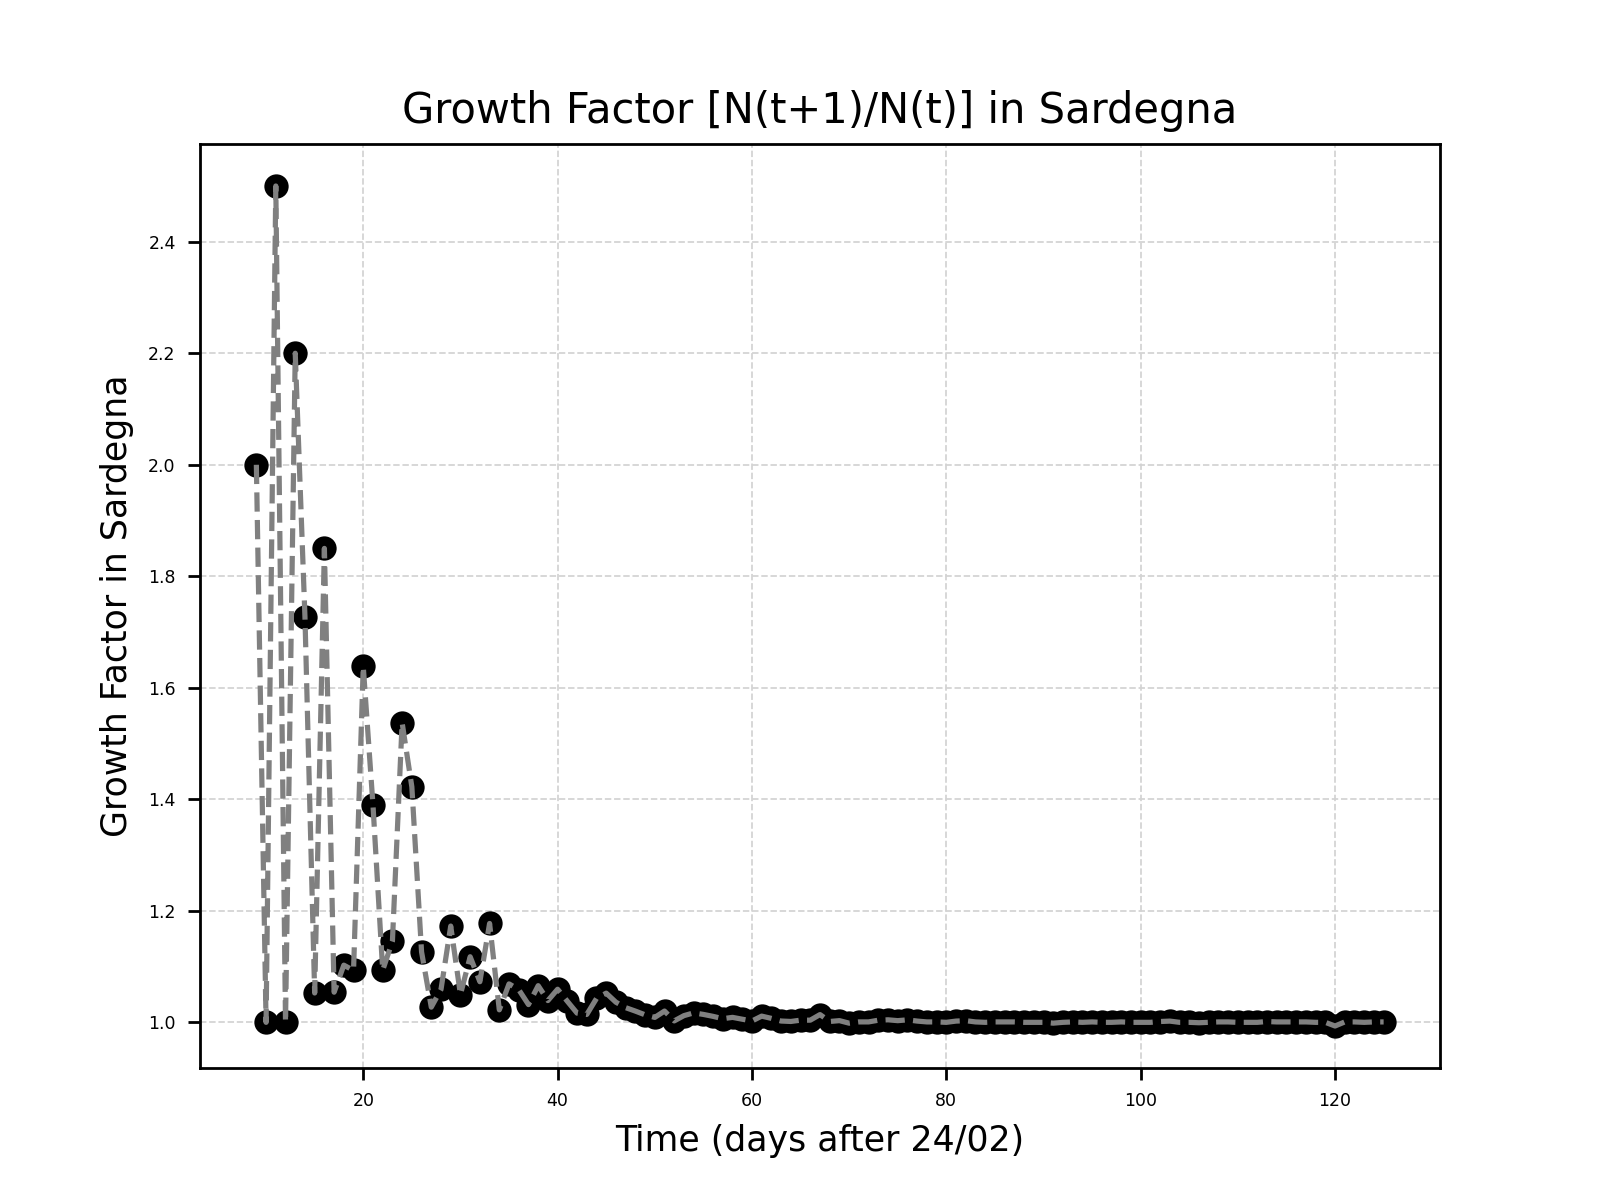 Growth Factor [N(t+1)/N(t)] in Sardegna
Growth Factor in Sardegna
2.4
2.2
2.0
1.8
1.6
1.4
1.2
1.0
20 40 60 80 100 120
Time (days after 24/02)